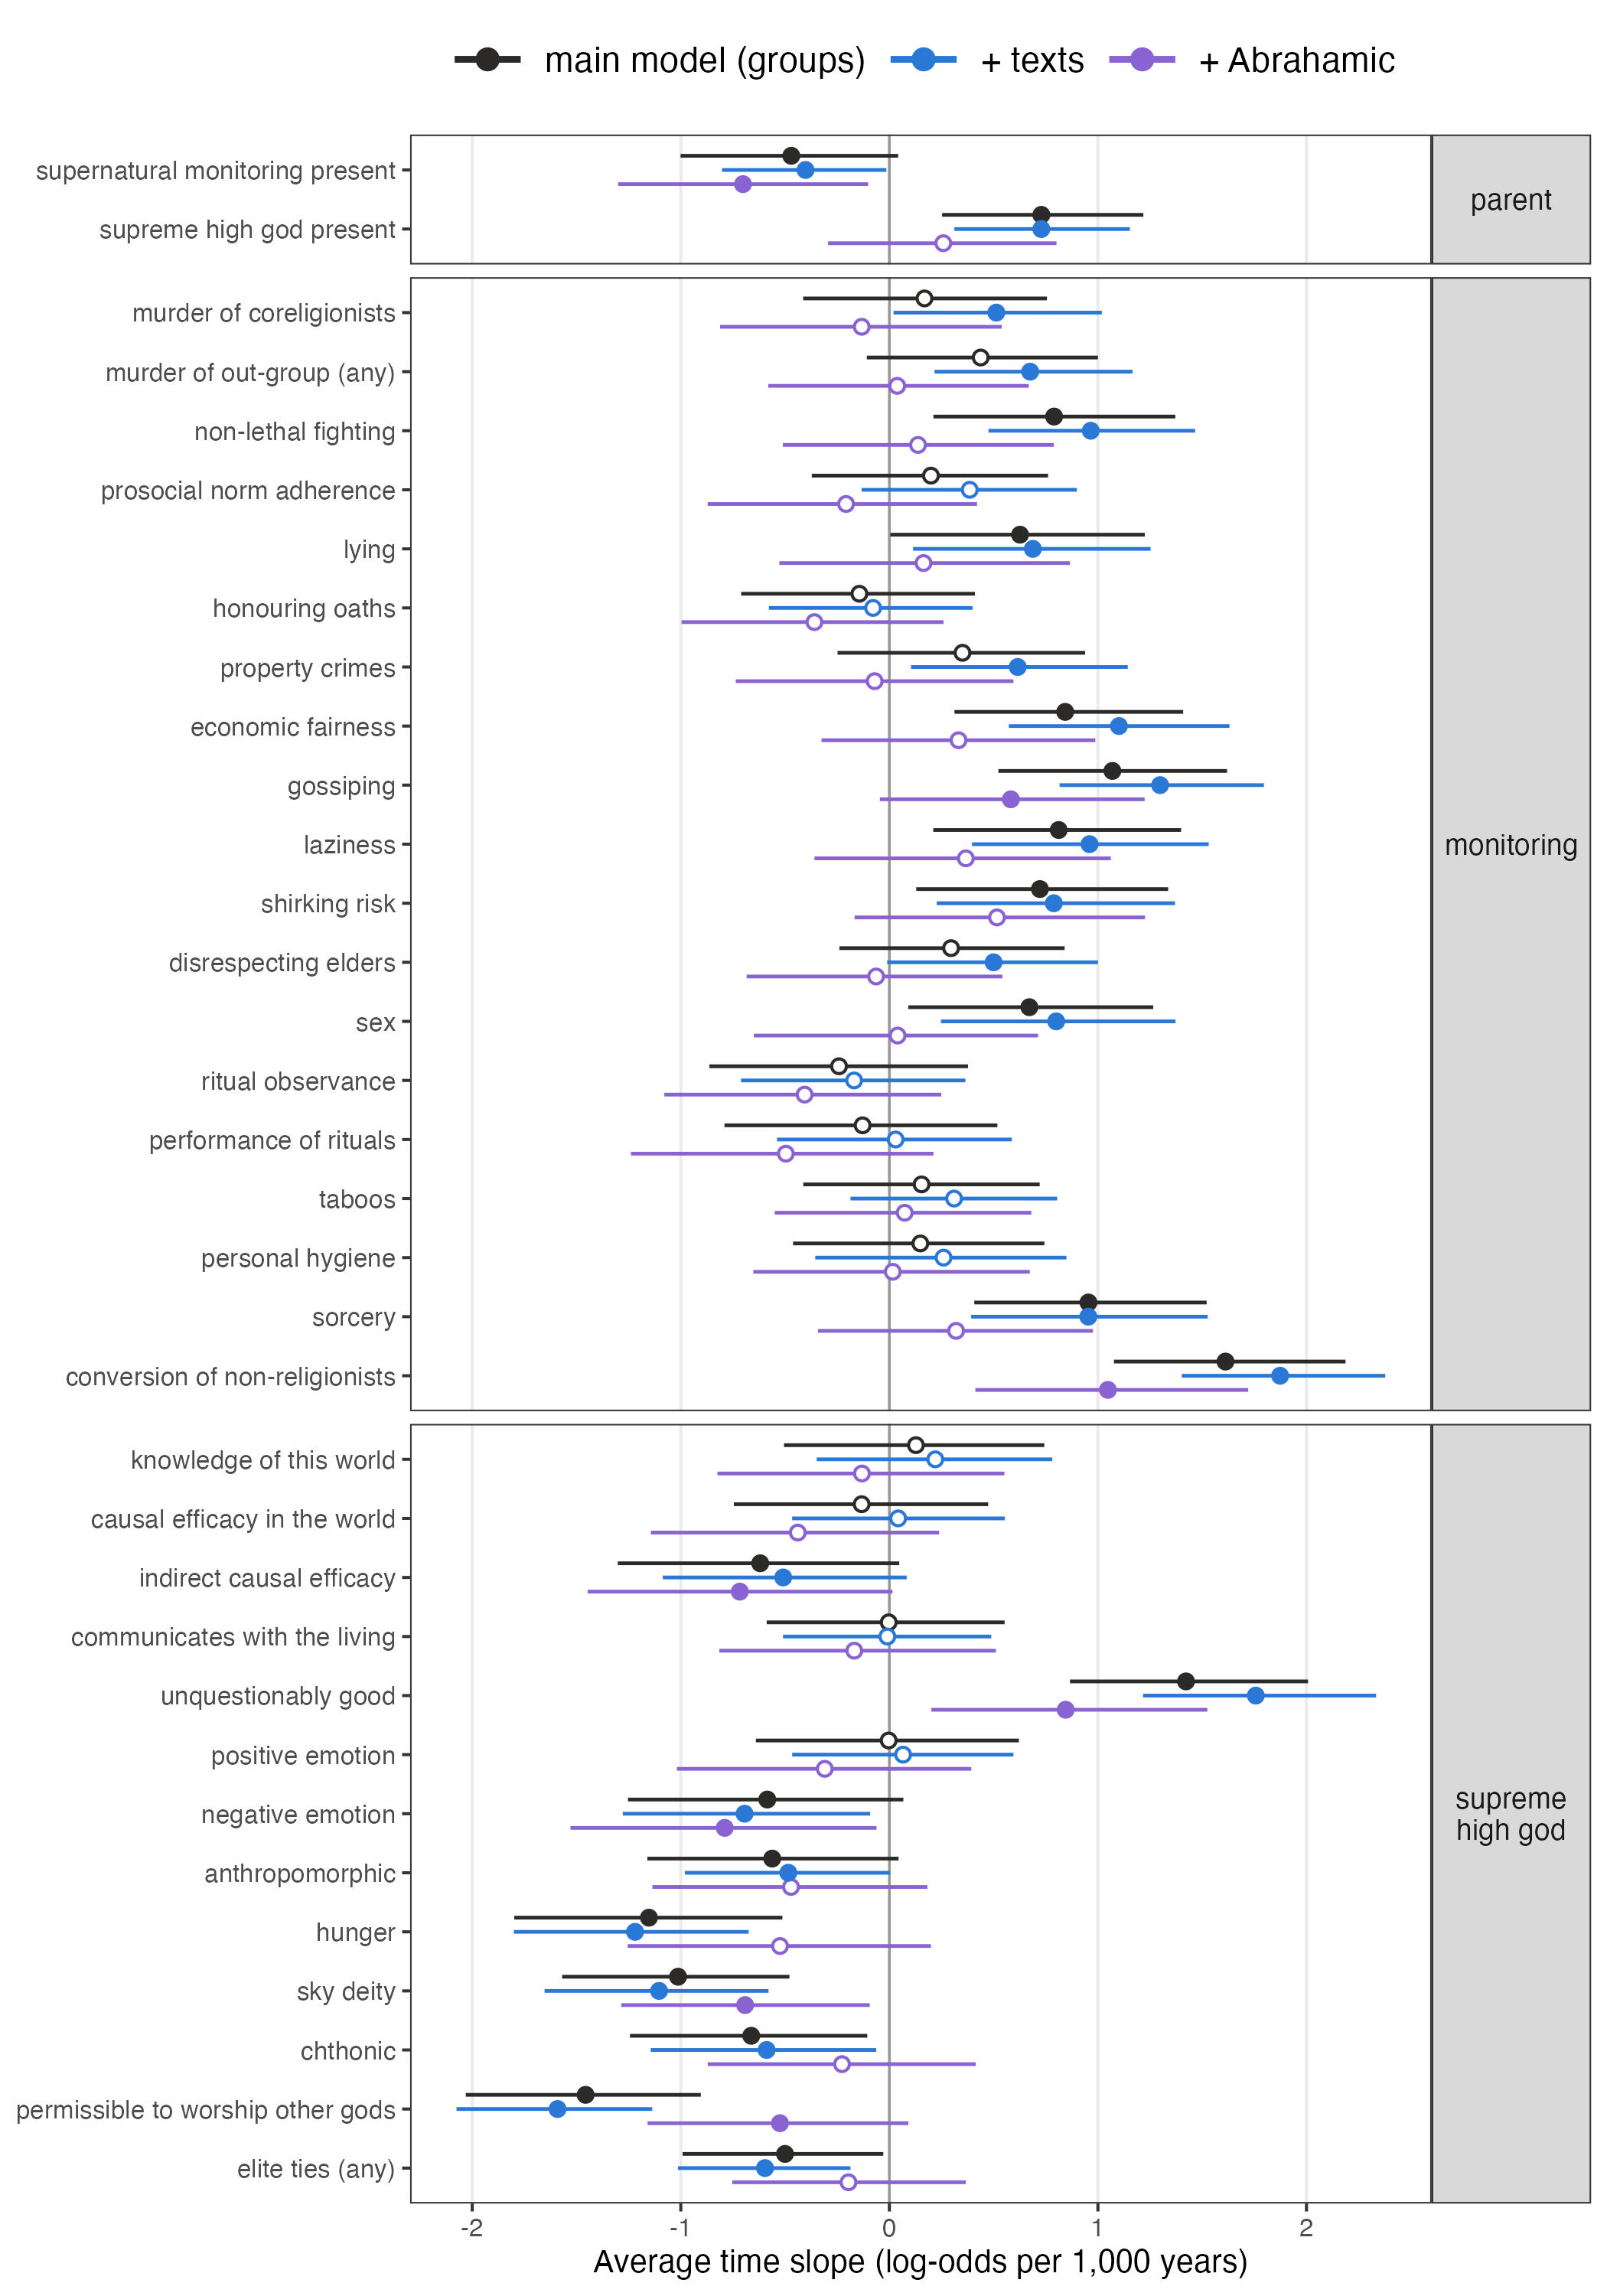 main model (groups) + texts + Abrahamic
supernatural monitoring present
supreme high god present
parent
murder of coreligionists
murder of out-group (any)
non-lethal fighting
prosocial norm adherence
lying
honouring oaths
property crimes
economic fairness
gossiping
laziness
shirking risk
disrespecting elders
sex
ritual observance
performance of rituals
taboos
personal hygiene
sorcery
conversion of non-religionists
monitoring
knowledge of this world
causal efficacy in the world
indirect causal efficacy
communicates with the living
unquestionably good
positive emotion
negative emotion
anthropomorphic
hunger
sky deity
chthonic
permissible to worship other gods
elite ties (any)
supreme
high god
-2 -1 0 1 2
Average time slope (log-odds per 1,000 years)